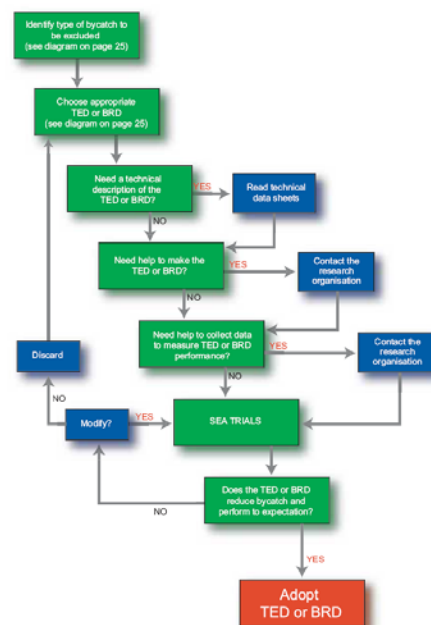 Identify type of bycatch to
be excluded
(see diagram on page 25)
Choose appropriate
TED or BRD
(see diagram on page 25)
Need a technical
description of the
TED or BRD?
YES
Read technical
data sheets
NO
Need help to make the
TED or BRD?
YES
Contact the
research
organisation
NO
Need help to collect data
to measure TED or BRD
performance?
YES
Contact the
research
organisation
Discard
NO
NO
Modify?
YES
SEA TRIALS
Does the TED or BRD
reduce bycatch and
perform to expectation?
NO
YES
Adopt
TED or BRD